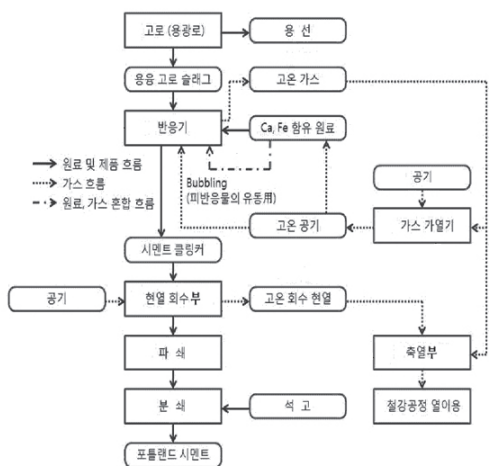 고로 (용광로)
용 선
용융 고로 슬래그
고온 가스
반응기
Ca, Fe 함유 원료
원료 및 제품 흐름
가스 흐름
원료, 가스 혼합 흐름
Bubbling
(피반응물의 유동用)
공기
고온 공기
가스 가열기
시멘트 클링커
공기
현열 회수부
고온 회수 현열
파 쇄
축열부
분 쇄
석 고
철강공정 열이용
포틀랜드 시멘트